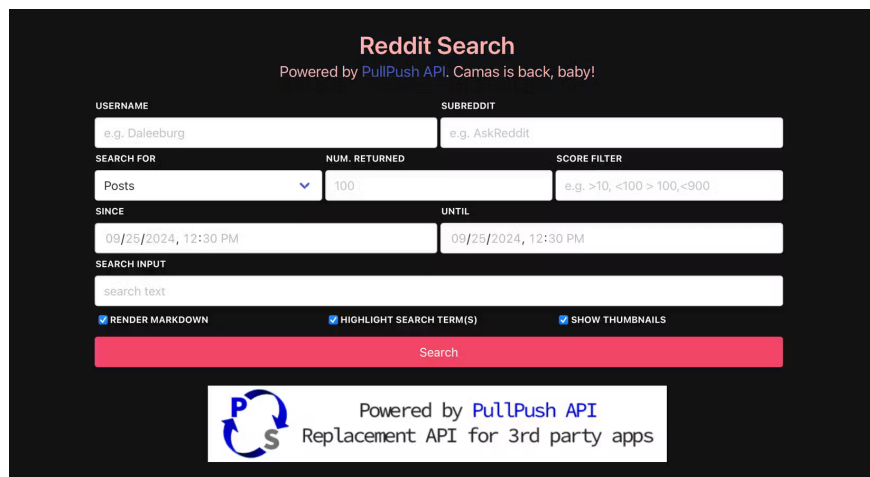 Reddit Search
Powered by PullPush API. Camas is back, baby!
USERNAME SUBREDDIT
e.g. Daleeburg e.g. AskReddit
SEARCH FOR NUM. RETURNED SCORE FILTER
Posts 100 e.g. >10, <100 > 100,<900
SINCE UNTIL
09/25/2024, 12:30 PM 09/25/2024, 12:30 PM
SEARCH INPUT
search text
RENDER MARKDOWN HIGHLIGHT SEARCH TERM(S) SHOW THUMBNAILS
Search
P S
Powered by PullPush API
Replacement API for 3rd party apps